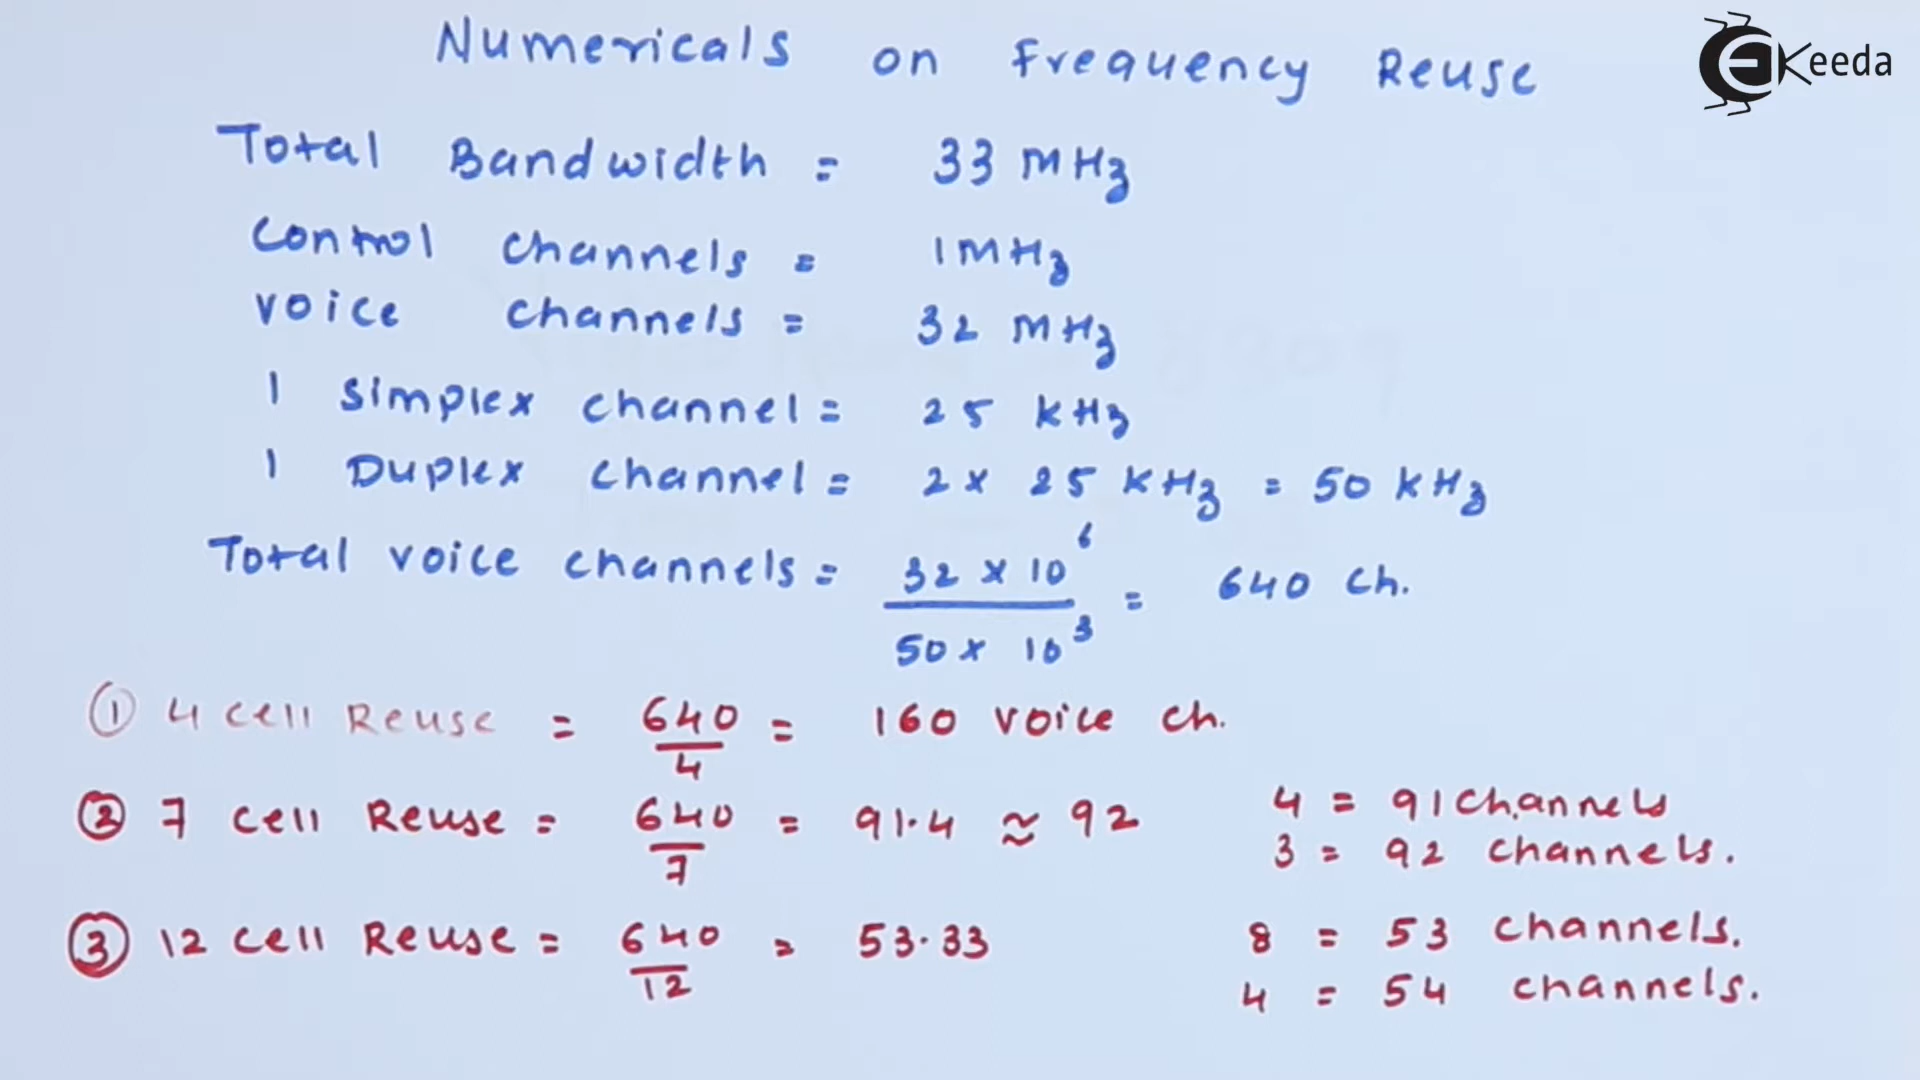 Numericals on Frequency Reuse
EKeeda
Total Bandwidth = 33 MHz
Control channels = 1 MHz
Voice channels = 32 MHz
1 Simplex channel = 25 kHz
1 Duplex channel = 2 x 25 kHz = 50 kHz
Total voice channels = 32 x 10^6 / 50 x 10^3 = 640 ch.
① 4 cell Reuse = 640/4 = 160 voice ch.
② 7 cell Reuse = 640/7 = 91.4 ≈ 92
4 = 91 channels
3 = 92 channels.
③ 12 cell Reuse = 640/12 = 53.33
8 = 53 channels.
4 = 54 channels.